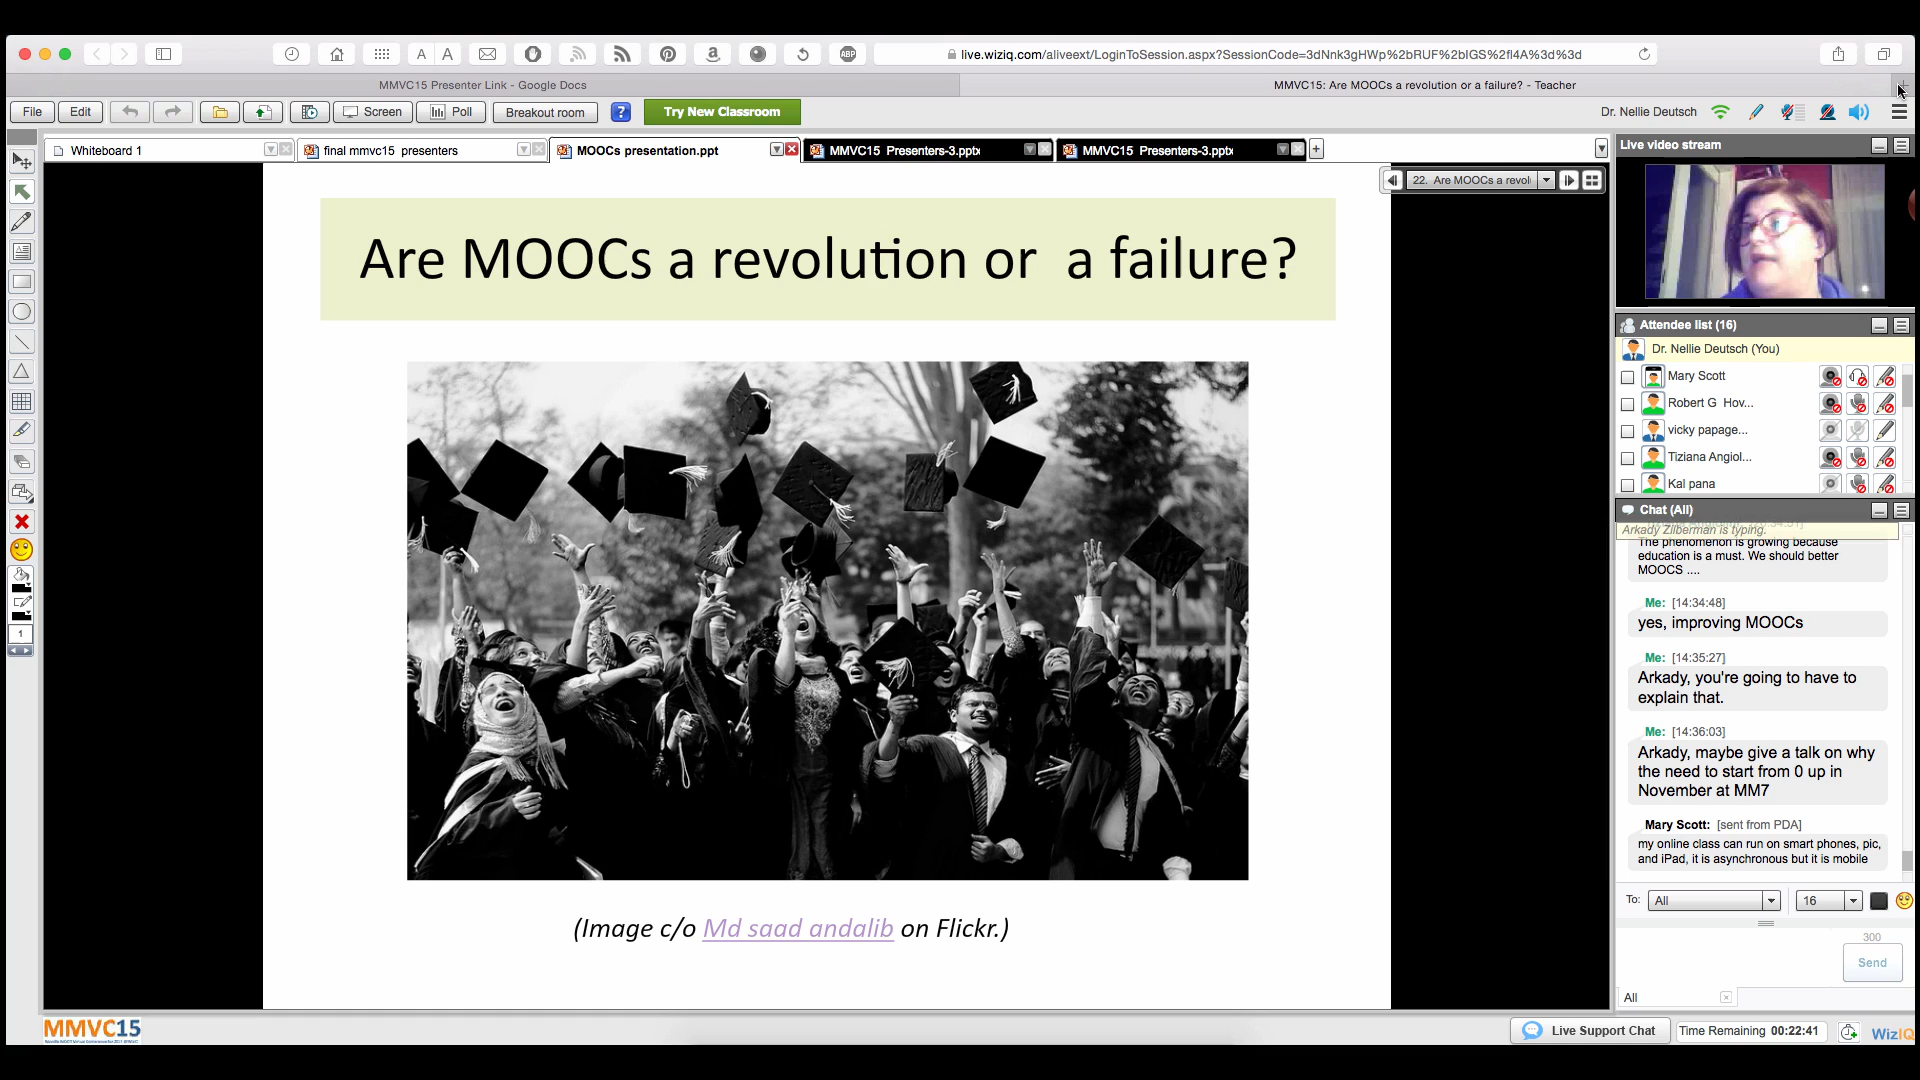 A A
ABP
live.wiziq.com/aliveext/LoginToSession.aspx?SessionCode=3dNnk3gHWp%2bRUF%2bIGS%2fl4A%3d%3d
MMVC15 Presenter Link - Google Docs
MMVC15: Are MOOCs a revolution or a failure? - Teacher
File Edit Screen Poll Breakout room ? Try New Classroom Dr. Nellie Deutsch
Whiteboard 1
final mmvc15 presenters
MOOCs presentation.ppt
MMVC15 Presenters-3.pptx
MMVC15 Presenters-3.pptx
22. Are MOOCs a revol
Are MOOCs a revolution or a failure?
(Image c/o Md saad andalib on Flickr.)
1
Live video stream
Attendee list (16)
Dr. Nellie Deutsch (You)
Mary Scott
Robert G Hov...
vicky papage...
Tiziana Angiol...
Kal pana
Chat (All)
Arkady Zilberman is typing.
The phenomenon is growing because
education is a must. We should better
MOOCS ....
Me: [14:34:48]
yes, improving MOOCs
Me: [14:35:27]
Arkady, you're going to have to
explain that.
Me: [14:36:03]
Arkady, maybe give a talk on why
the need to start from 0 up in
November at MM7
Mary Scott: [sent from PDA]
my online class can run on smart phones, pic,
and iPad, it is asynchronous but it is mobile
To: All 16
300
Send
All
MMVC15
Live Support Chat
Time Remaining 00:22:41
WizIQ